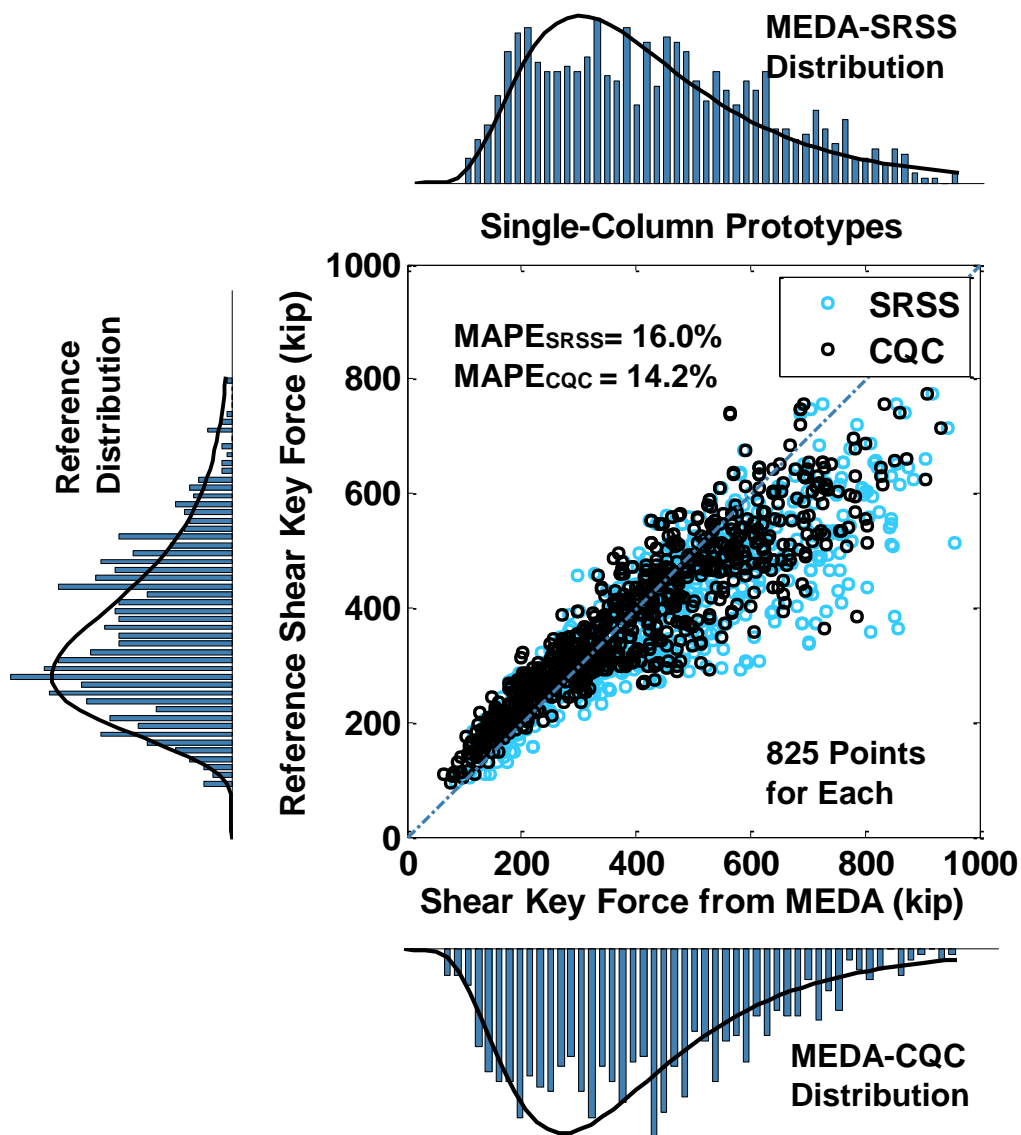 MEDA-SRSS
Distribution
Single-Column Prototypes
Reference
Distribution
Reference Shear Key Force (kip)
1000
800
600
400
200
0
SRSS
CQC
MAPESRSS= 16.0%
MAPECQC = 14.2%
825 Points
for Each
0 200 400 600 800 1000
Shear Key Force from MEDA (kip)
MEDA-CQC
Distribution